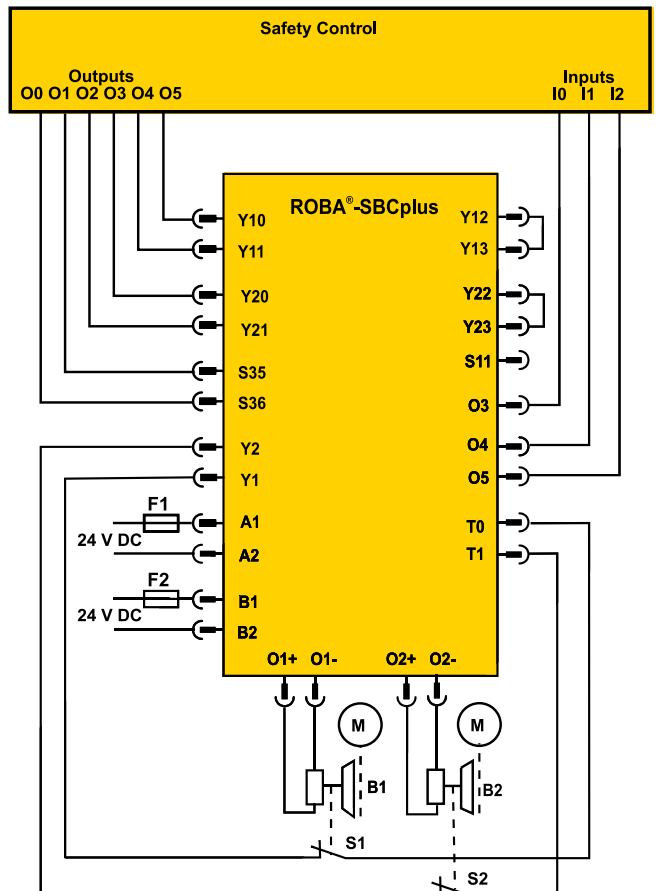 Safety Control
Outputs Inputs
O0 O1 O2 O3 O4 O5 I0 I1 I2
ROBA®-SBCplus
Y10 Y12
Y11 Y13
Y20 Y22
Y21 Y23
S11
S35
S36 O3
Y2 O4
Y1 O5
F1
A1 T0
24 V DC
A2 T1
F2
B1
24 V DC
B2
O1+ O1- O2+ O2-
M M
B1 B2
S1
S2